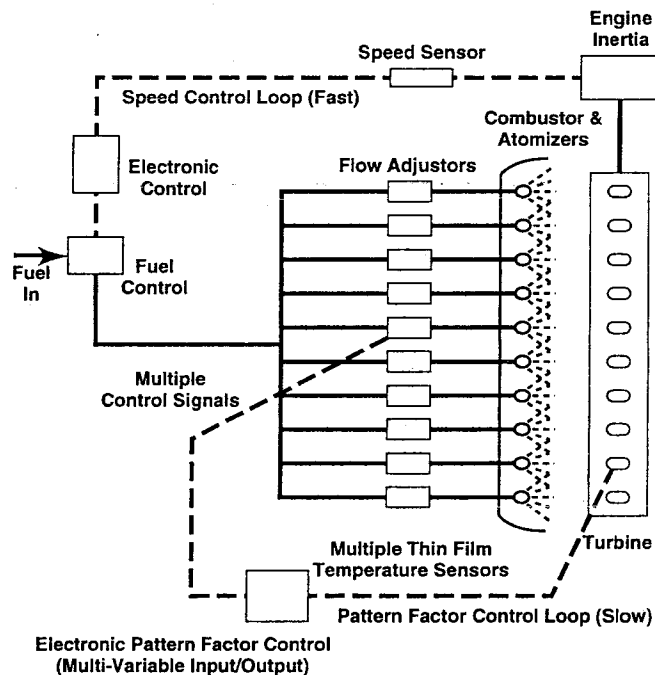 Engine
Inertia
Speed Sensor
Speed Control Loop (Fast)
Combustor &
Atomizers
Electronic
Control
Flow Adjustors
Fuel
In
Fuel
Control
Multiple
Control Signals
Turbine
Multiple Thin Film
Temperature Sensors
Pattern Factor Control Loop (Slow)
Electronic Pattern Factor Control
(Multi-Variable Input/Output)